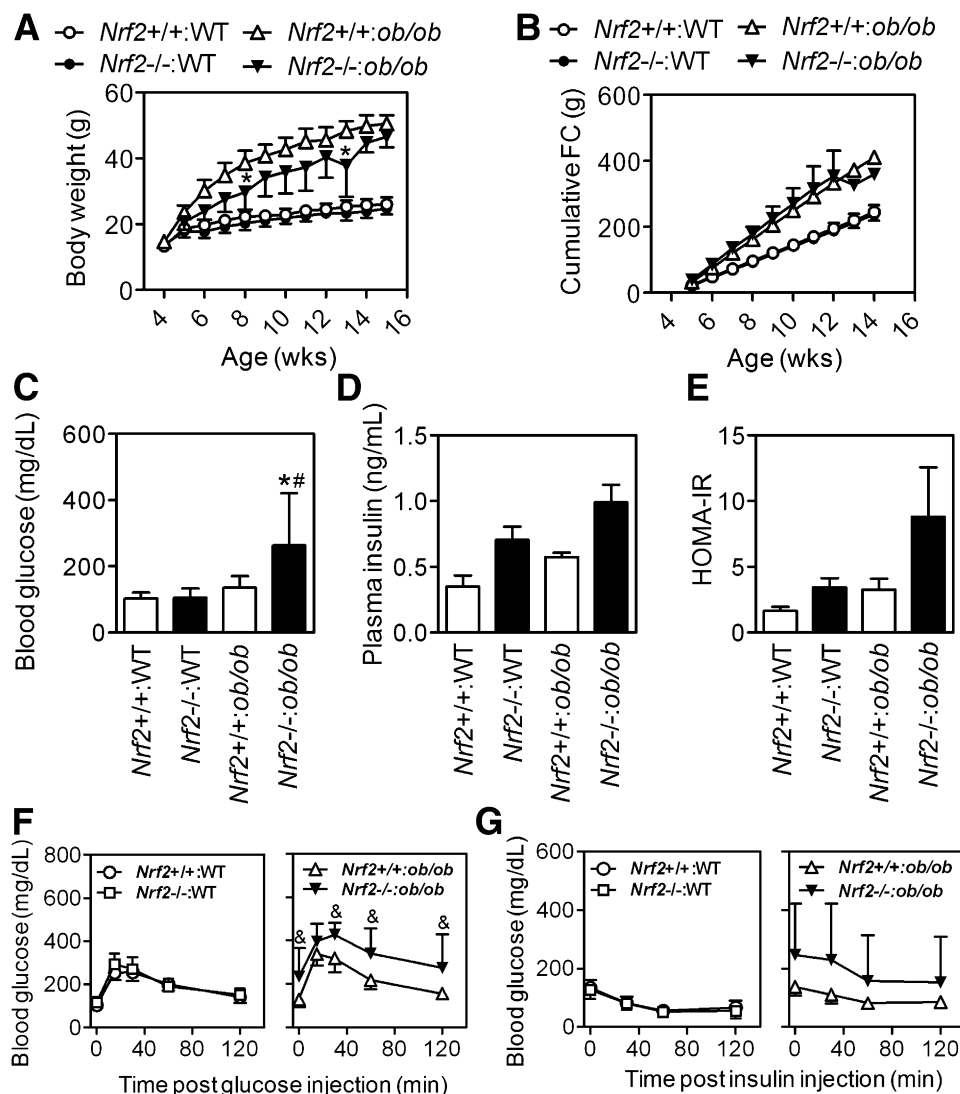 A
Nrf2+/+:WT Nrf2+/+:ob/ob
Nrf2-/-:WT Nrf2-/-:ob/ob
Body weight (g)
60
40
20
0
* *
4 6 8 10 12 14 16
Age (wks)
B
Nrf2+/+:WT Nrf2+/+:ob/ob
Nrf2-/-:WT Nrf2-/-:ob/ob
Cumulative FC (g)
600
400
200
0
4 6 8 10 12 14 16
Age (wks)
C
Blood glucose (mg/dL)
600
400
200
0
*#
Nrf2+/+:WT
Nrf2-/-:WT
Nrf2+/+:ob/ob
Nrf2-/-:ob/ob
D
Plasma insulin (ng/mL)
1.5
1.0
0.5
0.0
Nrf2+/+:WT
Nrf2-/-:WT
Nrf2+/+:ob/ob
Nrf2-/-:ob/ob
E
HOMA-IR
15
10
5
0
Nrf2+/+:WT
Nrf2-/-:WT
Nrf2+/+:ob/ob
Nrf2-/-:ob/ob
F
Blood glucose (mg/dL)
800
600
400
200
0
Nrf2+/+:WT
Nrf2-/-:WT
0 40 80 120
Nrf2+/+:ob/ob
Nrf2-/-:ob/ob
& & & &
0 40 80 120
Time post glucose injection (min)
G
Blood glucose (mg/dL)
600
400
200
0
Nrf2+/+:WT
Nrf2-/-:WT
0 40 80 120
Nrf2+/+:ob/ob
Nrf2-/-:ob/ob
0 40 80 120
Time post insulin injection (min)